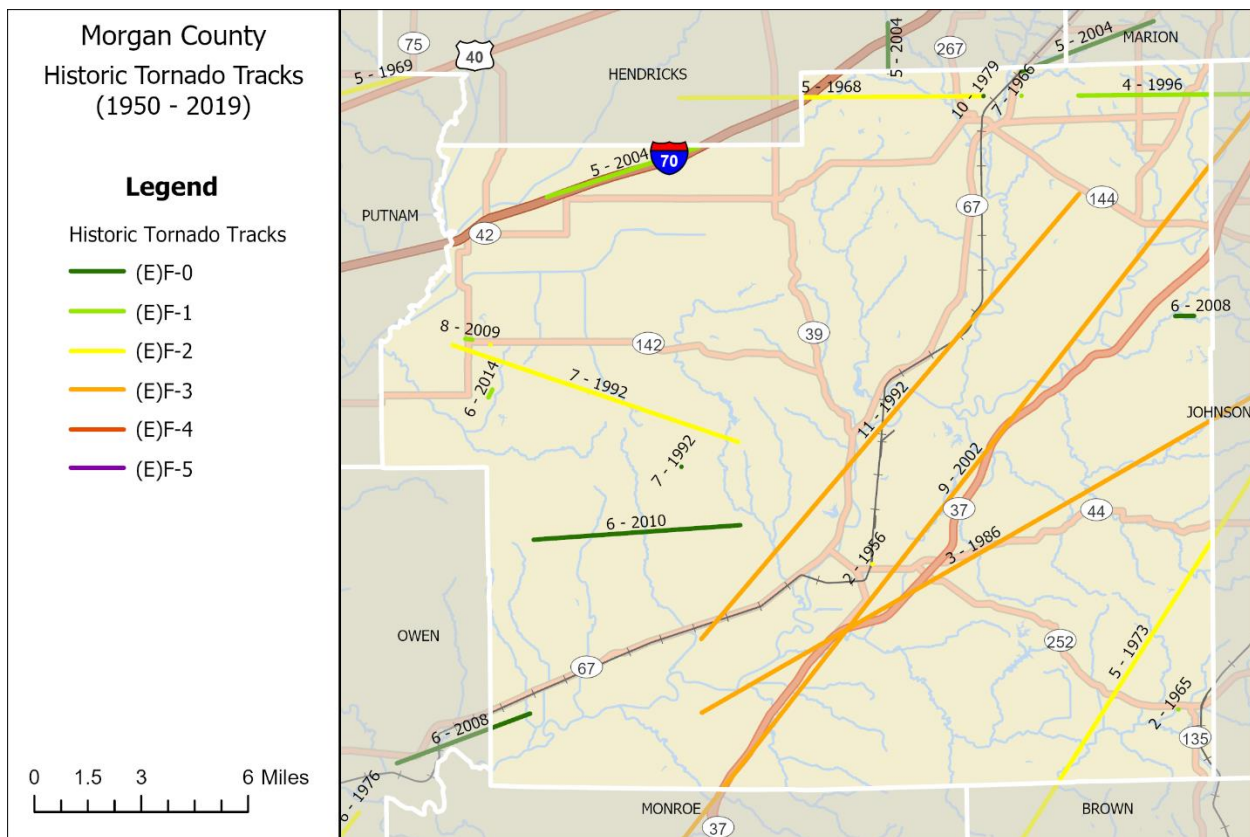 Morgan County
Historic Tornado Tracks
(1950 - 2019)
Legend
Historic Tornado Tracks
(E)F-0
(E)F-1
(E)F-2
(E)F-3
(E)F-4
(E)F-5
0 1.5 3 6 Miles
75
40
5 - 1969
HENDRICKS
5 - 2004
267
5 - 2004
MARION
5 - 1968
10 - 1979
7 - 1966
4 - 1996
5 - 2004
70
PUTNAM
42
67
144
8 - 2009
142
39
6 - 2008
6 - 2014
7 - 1992
11 - 1992
JOHNSON
7 - 1992
9 - 2002
37
44
6 - 2010
2 - 1956
3 - 1986
OWEN
67
252
5 - 1973
2 - 1965
6 - 2008
135
6 - 1976
MONROE
BROWN
37